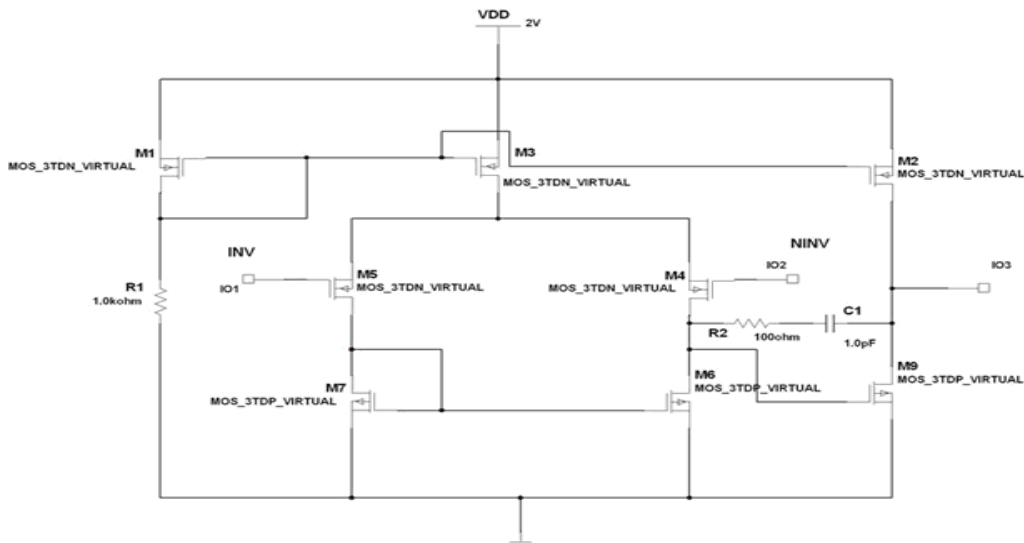 VDD
2V
M1
MOS_3TDN_VIRTUAL
M3
MOS_3TDN_VIRTUAL
M2
MOS_3TDN_VIRTUAL
INV
IO1
M5
MOS_3TDN_VIRTUAL
M4
MOS_3TDN_VIRTUAL
NINV
IO2
IO3
R1
1.0kohm
R2
100ohm
C1
1.0pF
M7
MOS_3TDP_VIRTUAL
M6
MOS_3TDP_VIRTUAL
M9
MOS_3TDP_VIRTUAL